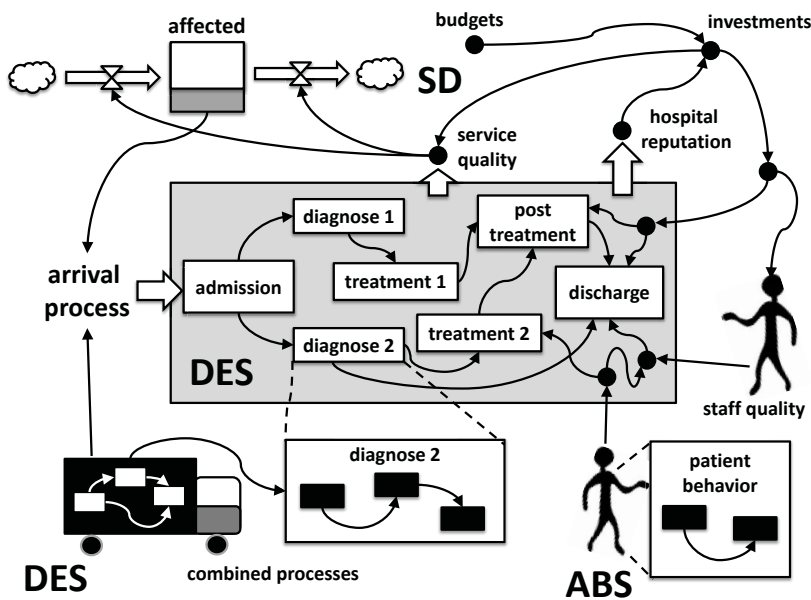 affected
budgets
investments
SD
service
quality
hospital
reputation
diagnose 1
post
treatment
arrival
process
admission
treatment 1
discharge
diagnose 2
treatment 2
DES
staff quality
diagnose 2
patient
behavior
DES
combined processes
ABS